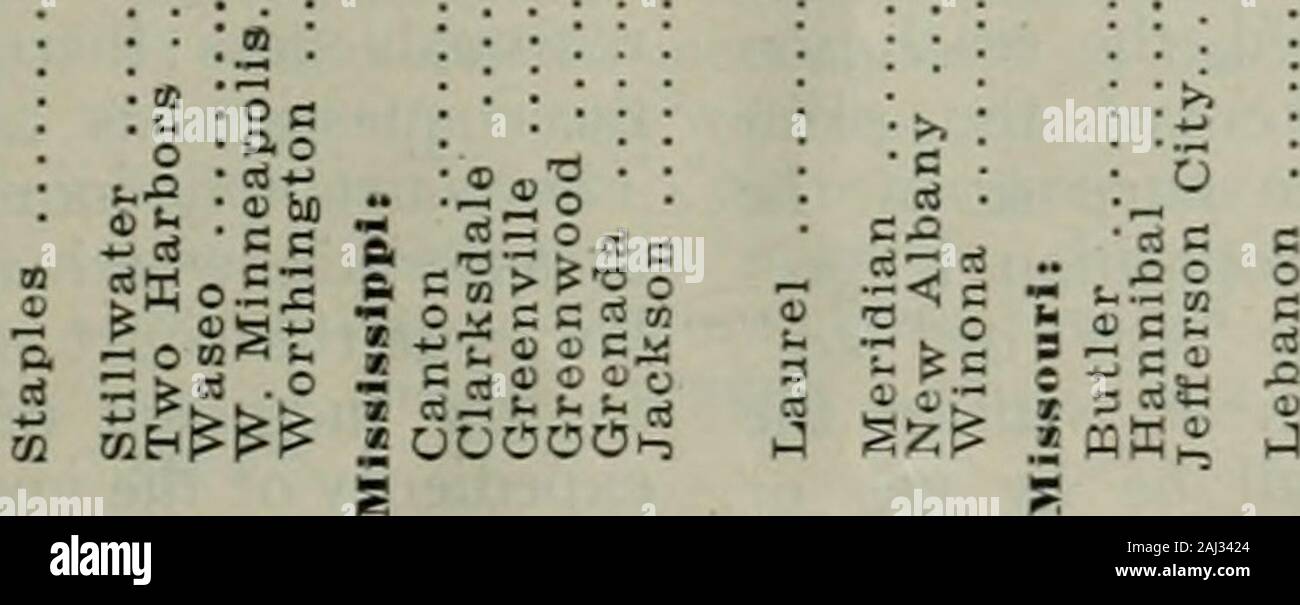 Staples ......
Stillwater ....
Two Harbors ..
Waseo .......
W. Minneapolis.
Worthington ..
Mississippi:
Canton .......
Clarksdale ....
Greenville ....
Greenwood ....
Grenada ......
Jackson .......
Laurel .......
Meridian ......
New Albany ...
Winona .......
Missouri:
Butler .......
Hannibal .....
Jefferson City...
Lebanon ......
alamy
2AJ3424
www.alamy.com